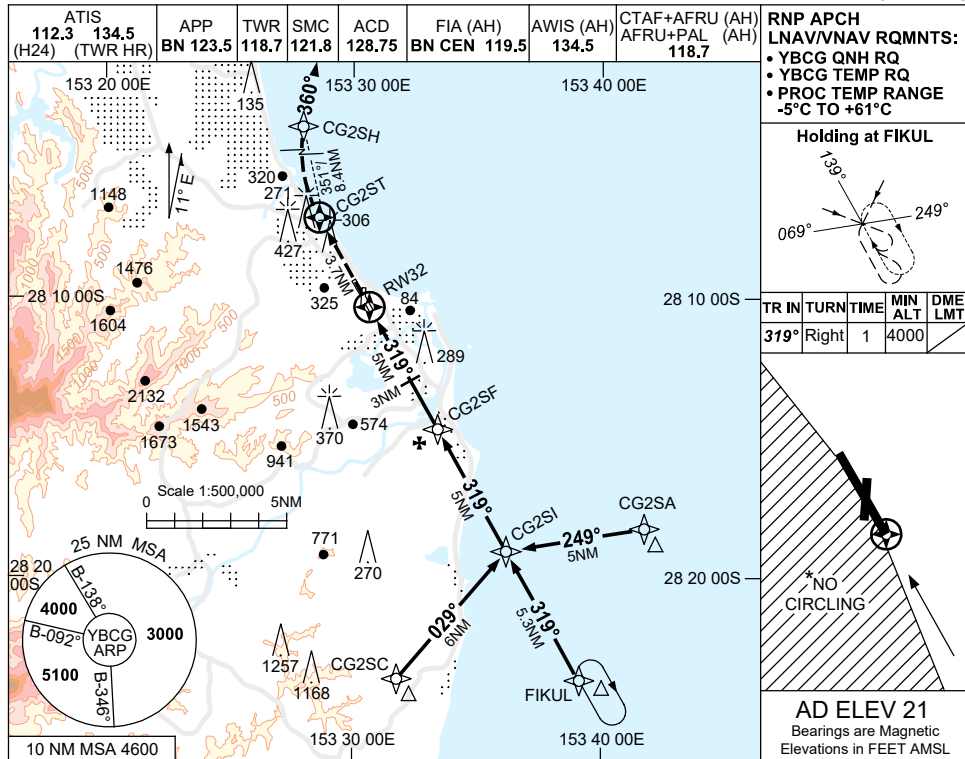 ATIS
112.3 134.5
(H24) (TWR HR)
APP
BN 123.5
TWR
118.7
SMC
121.8
ACD
128.75
FIA (AH)
BN CEN 119.5
AWIS (AH)
134.5
CTAF+AFRU (AH)
AFRU+PAL (AH)
118.7
RNP APCH
LNAV/VNAV RQMNTS:
• YBCG QNH RQ
• YBCG TEMP RQ
• PROC TEMP RANGE
-5°C TO +61°C
Holding at FIKUL
139°
249°
069°
TR IN TURN TIME MIN ALT DME LMT
319° Right 1 4000
*NO
CIRCLING
AD ELEV 21
Bearings are Magnetic
Elevations in FEET AMSL
153 20 00E
153 30 00E
153 40 00E
135
360°
CG2SH
351°/
8.4NM
11° E
320
271
CG2ST
306
427
3.7NM
500
1148
500
1000
1476
RW32
325
84
28 10 00S
28 10 00S
1604
500
1500
1000
289
319°
5NM
3NM
2132
500
1543
1673
370
574
CG2SF
941
Scale 1:500,000
0 5NM
319°
5NM
CG2SI
CG2SA
249°
5NM
771
270
28 20
00S
28 20 00S
25 NM MSA
B-138°
4000
B-092°
YBCG
ARP
3000
5100
B-346°
029°
6NM
319°
5.3NM
1257
CG2SC
1168
FIKUL
153 30 00E
153 40 00E
10 NM MSA 4600